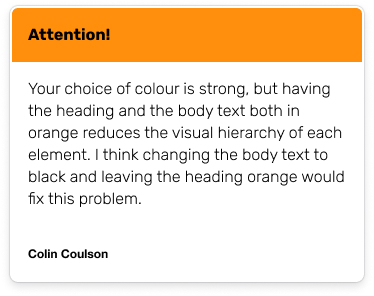 Attention!
Your choice of colour is strong, but having
the heading and the body text both in
orange reduces the visual hierarchy of each
element. I think changing the body text to
black and leaving the heading orange would
fix this problem.
Colin Coulson